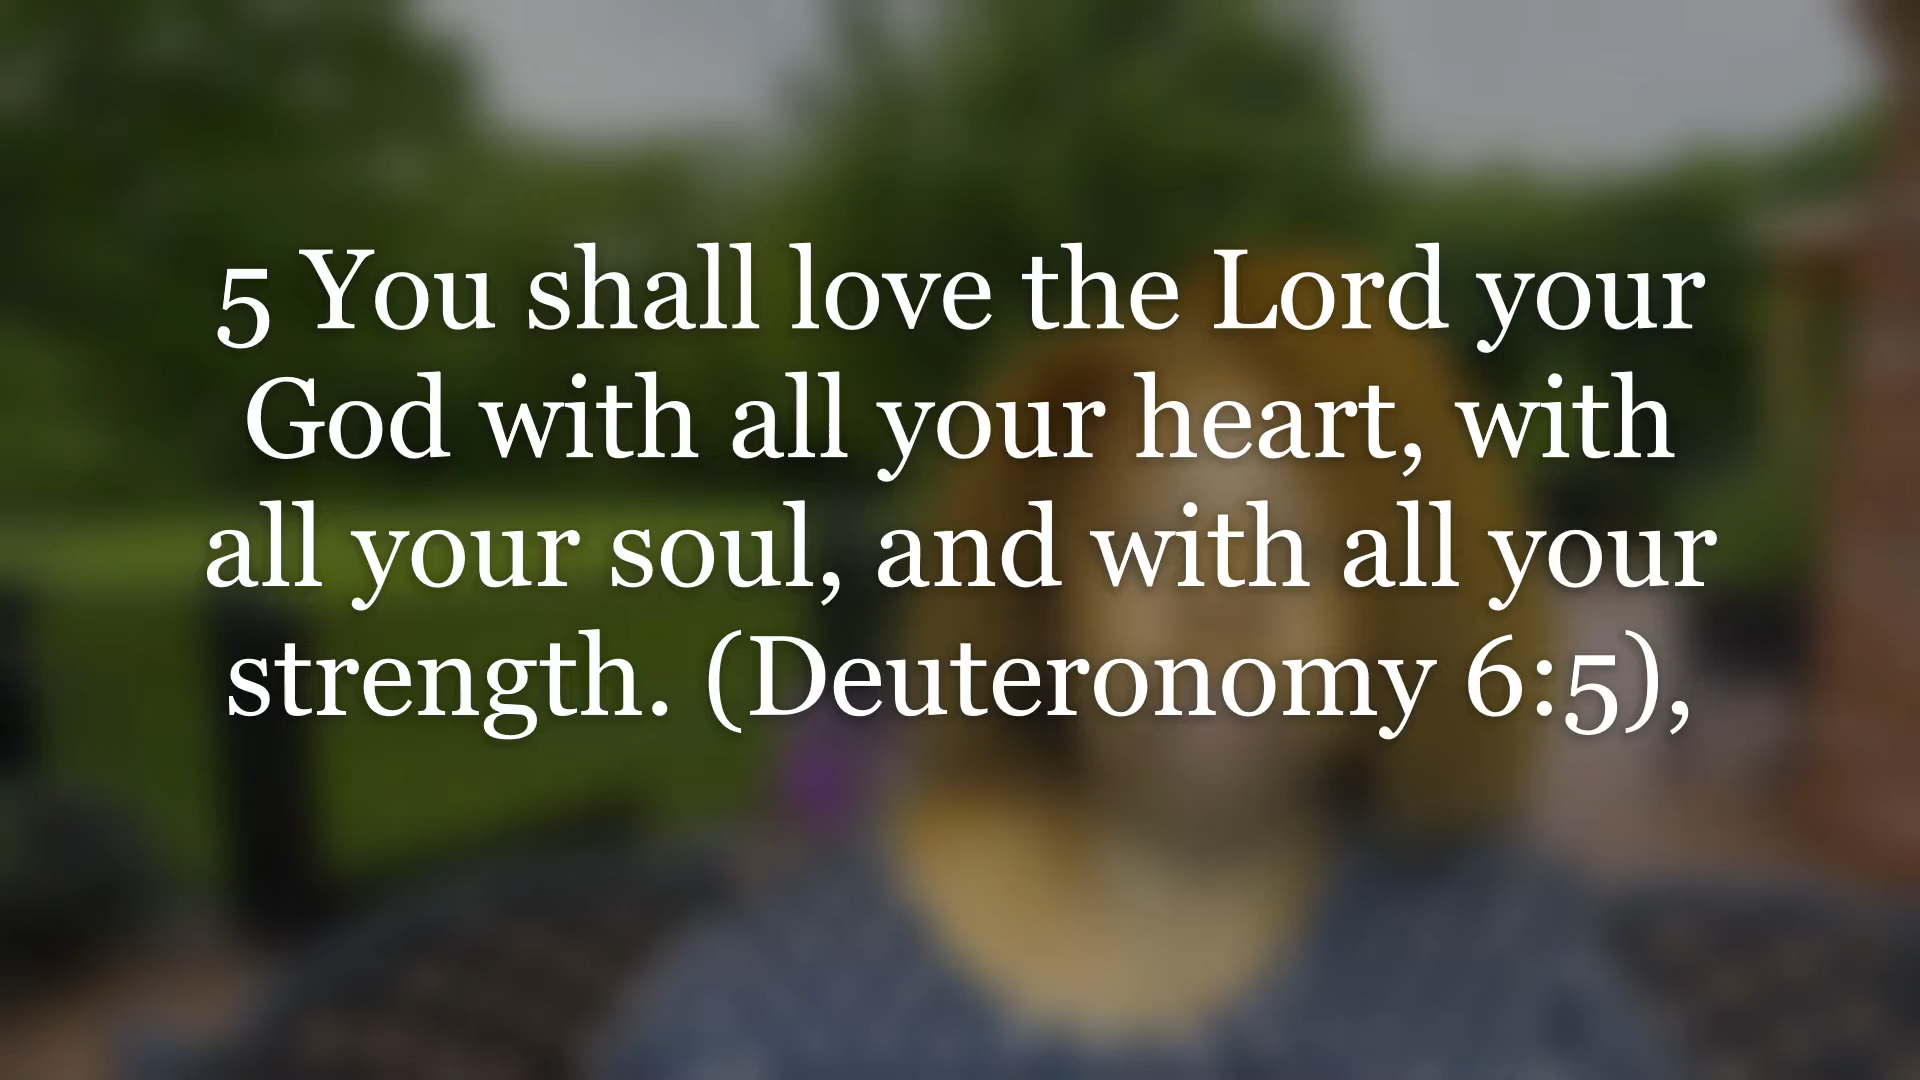 5 You shall love the Lord your
God with all your heart, with
all your soul, and with all your
strength. (Deuteronomy 6:5),